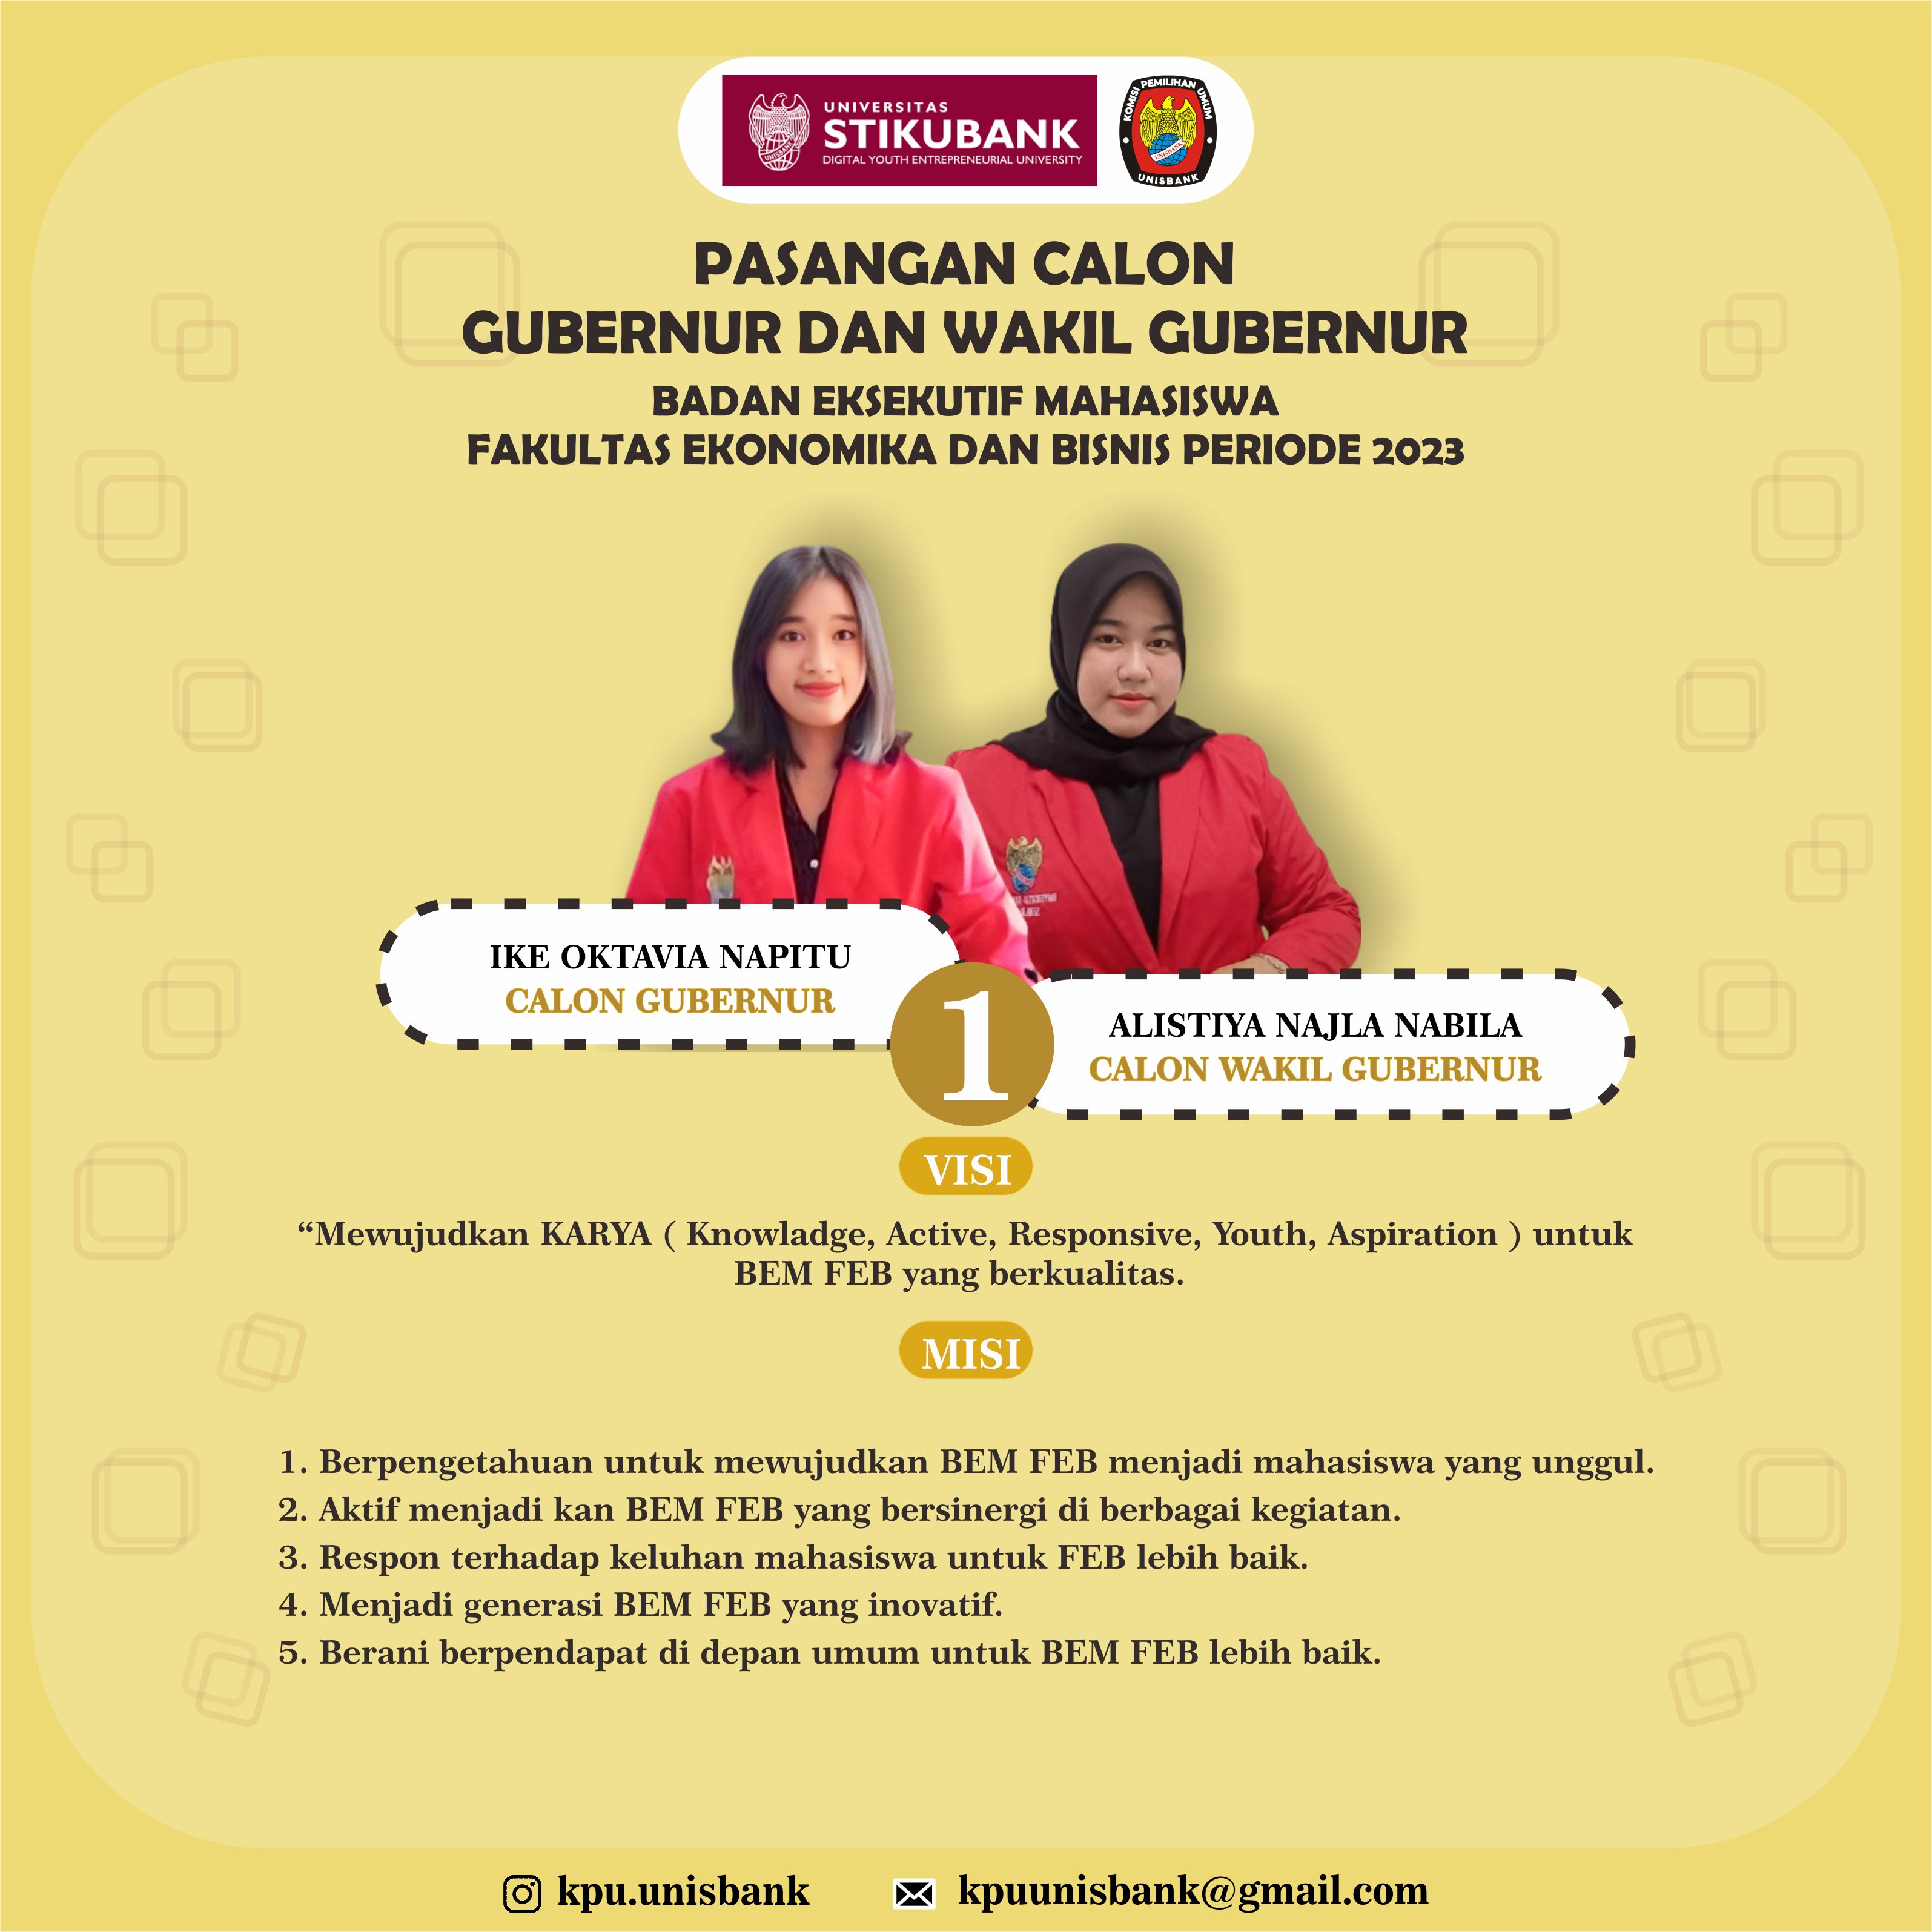 UNIVERSITAS
STIKUBANK
DIGITAL YOUTH ENTREPRENEURIAL UNIVERSITY
UNISBANK
KOMISI PEMILIHAN UMUM
UNISBANK
UNISBANK
PASANGAN CALON
GUBERNUR DAN WAKIL GUBERNUR
BADAN EKSEKUTIF MAHASISWA
FAKULTAS EKONOMIKA DAN BISNIS PERIODE 2023
IKE OKTAVIA NAPITU
CALON GUBERNUR
1
ALISTIYA NAJLA NABILA
CALON WAKIL GUBERNUR
VISI
“Mewujudkan KARYA ( Knowladge, Active, Responsive, Youth, Aspiration ) untuk
BEM FEB yang berkualitas.
MISI
1. Berpengetahuan untuk mewujudkan BEM FEB menjadi mahasiswa yang unggul.
2. Aktif menjadi kan BEM FEB yang bersinergi di berbagai kegiatan.
3. Respon terhadap keluhan mahasiswa untuk FEB lebih baik.
4. Menjadi generasi BEM FEB yang inovatif.
5. Berani berpendapat di depan umum untuk BEM FEB lebih baik.
kpu.unisbank
kpuunisbank@gmail.com